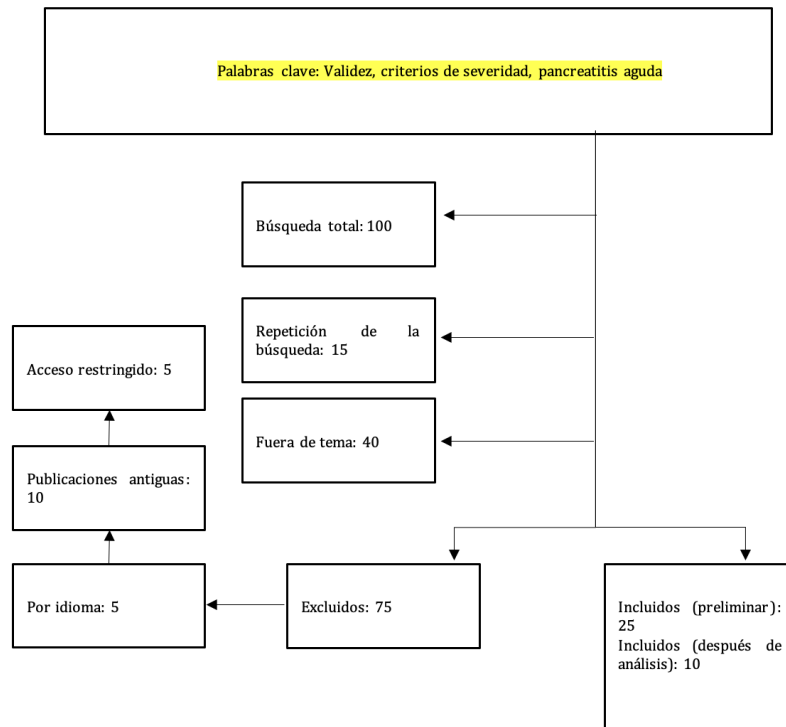 Palabras clave: Validez, criterios de severidad, pancreatitis aguda
Búsqueda total: 100
Repetición de la
búsqueda: 15
Acceso restringido: 5
Fuera de tema: 40
Publicaciones antiguas:
10
Por idioma: 5
Excluidos: 75
Incluidos (preliminar):
25
Incluidos (después de
análisis): 10